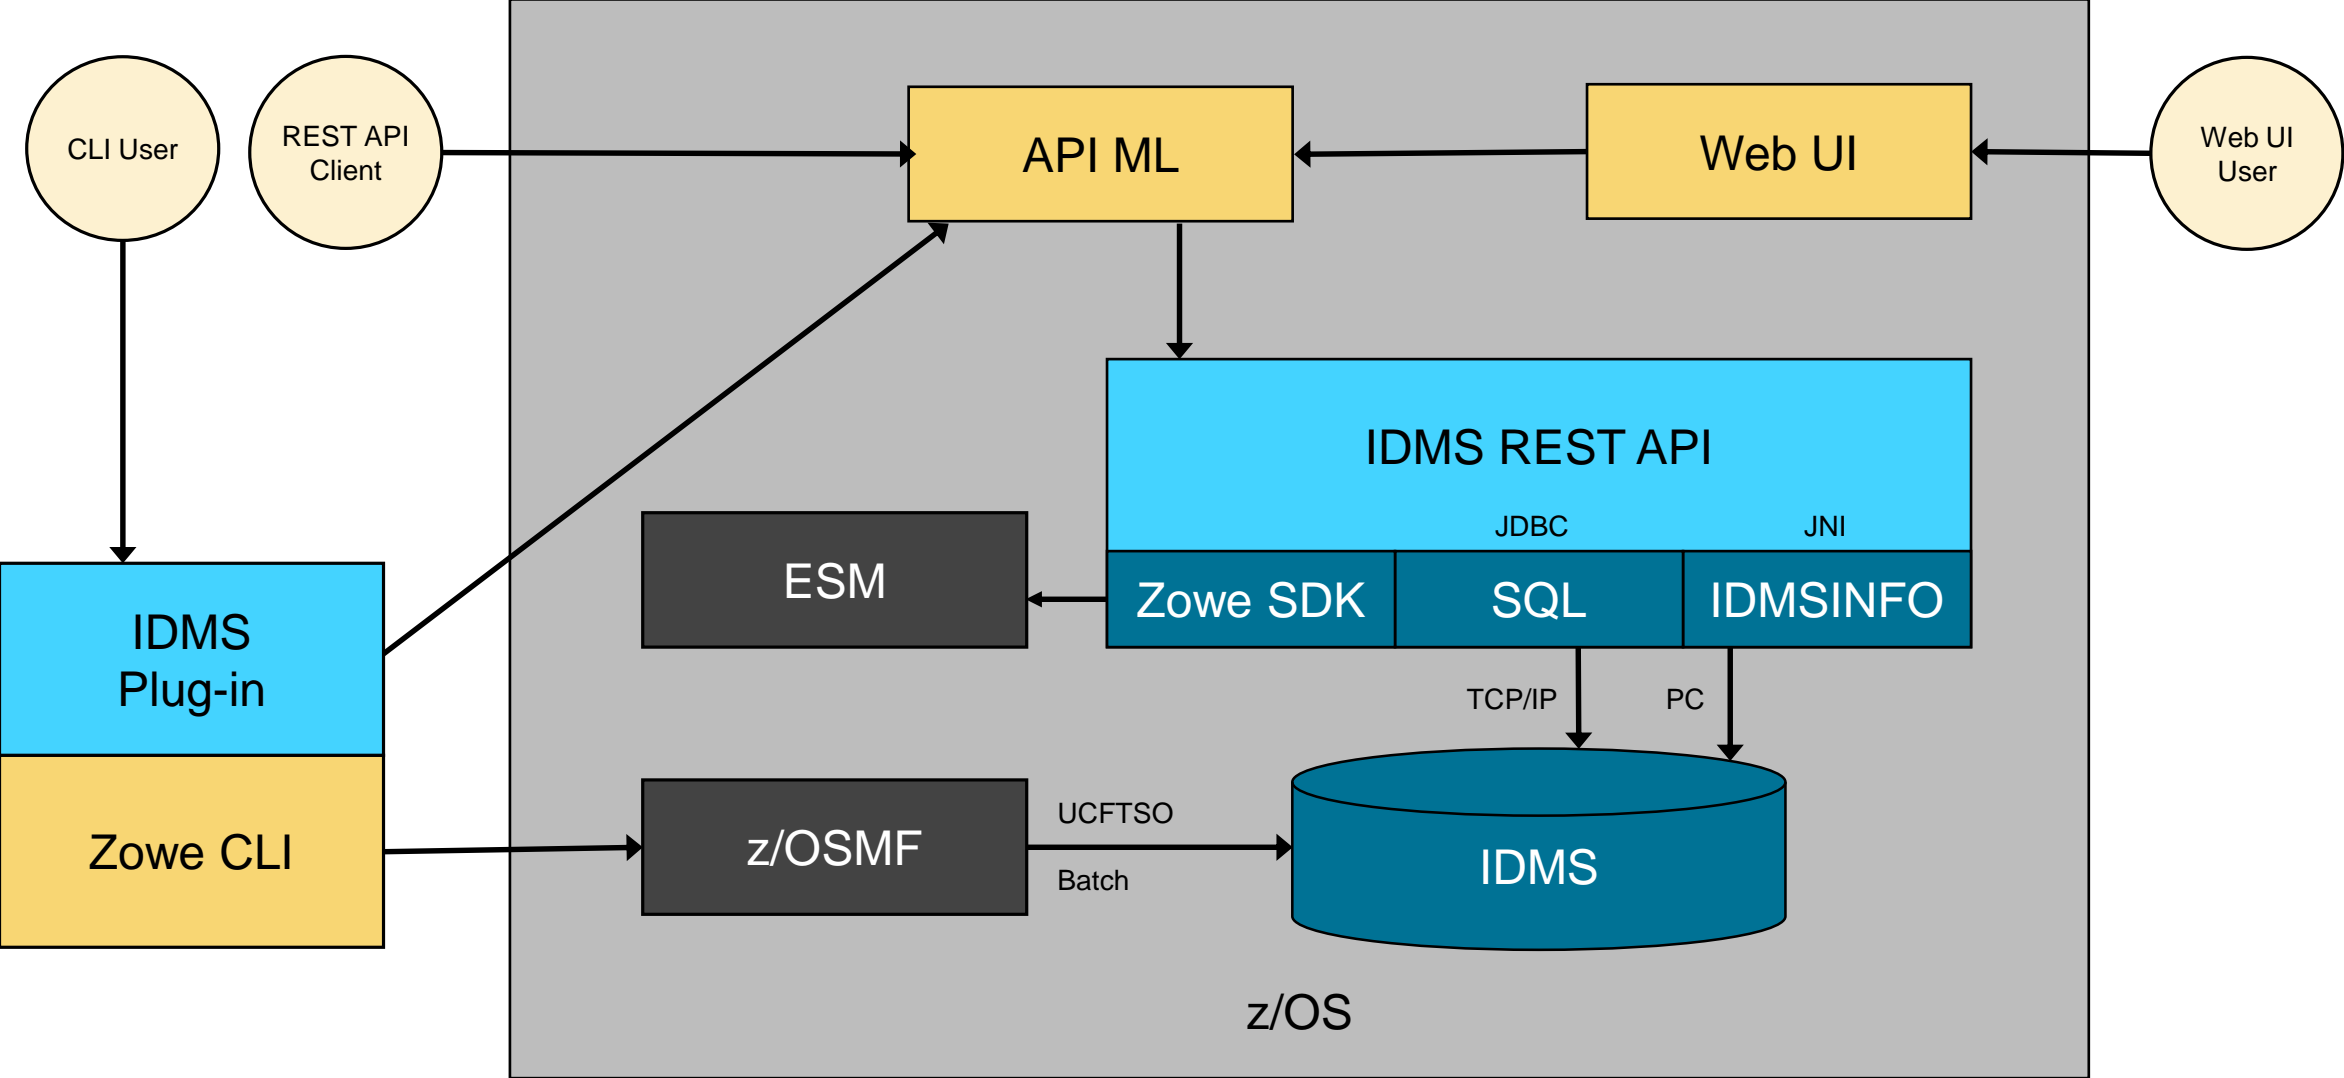 CLI User
REST API
Client
API ML
Web UI
Web UI
User
IDMS REST API
JDBC
JNI
ESM
Zowe SDK
SQL
IDMSINFO
IDMS
Plug-in
TCP/IP
PC
Zowe CLI
z/OSMF
UCFTSO
Batch
IDMS
z/OS